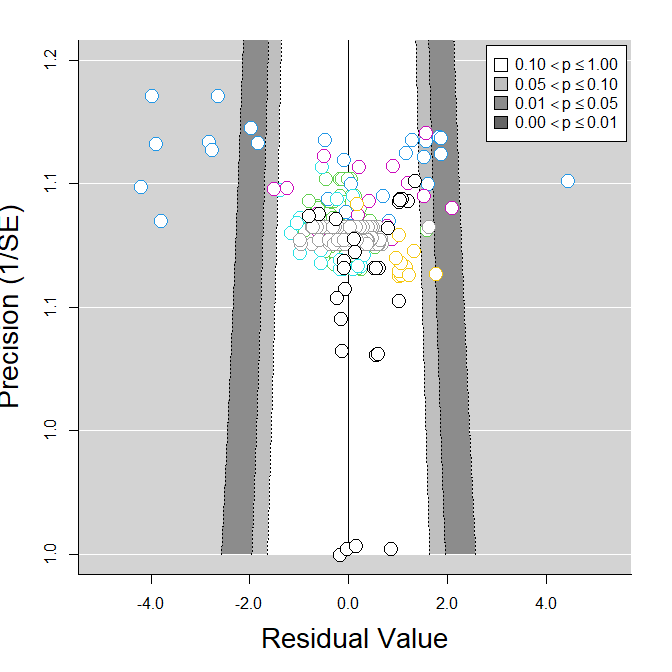 1.2
1.1
1.1
1.0
1.0
Precision (1/SE)
0.10 < p ≤ 1.00
0.05 < p ≤ 0.10
0.01 < p ≤ 0.05
0.00 < p ≤ 0.01
-4.0 -2.0 0.0 2.0 4.0
Residual Value